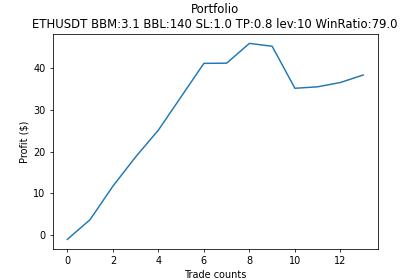 Portfolio
ETHUSDT BBM:3.1 BBL:140 SL:1.0 TP:0.8 lev:10 WinRatio:79.0
Profit ($)
40
30
20
10
0
0 2 4 6 8 10 12
Trade counts